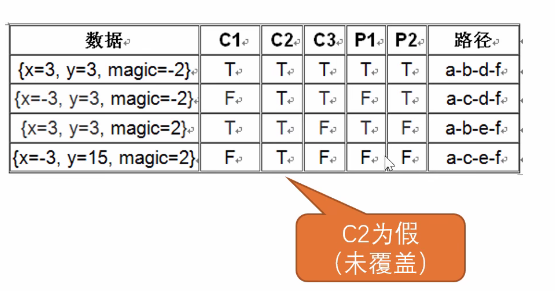 数据 C1 C2 C3 P1 P2 路径
{x=3, y=3, magic=-2} T T T T T a-b-d-f
{x=-3, y=3, magic=-2} F T T F T a-c-d-f
{x=3, y=3, magic=2} T T F T F a-b-e-f
{x=-3, y=15, magic=2} F T F F F a-c-e-f
C2为假
（未覆盖）